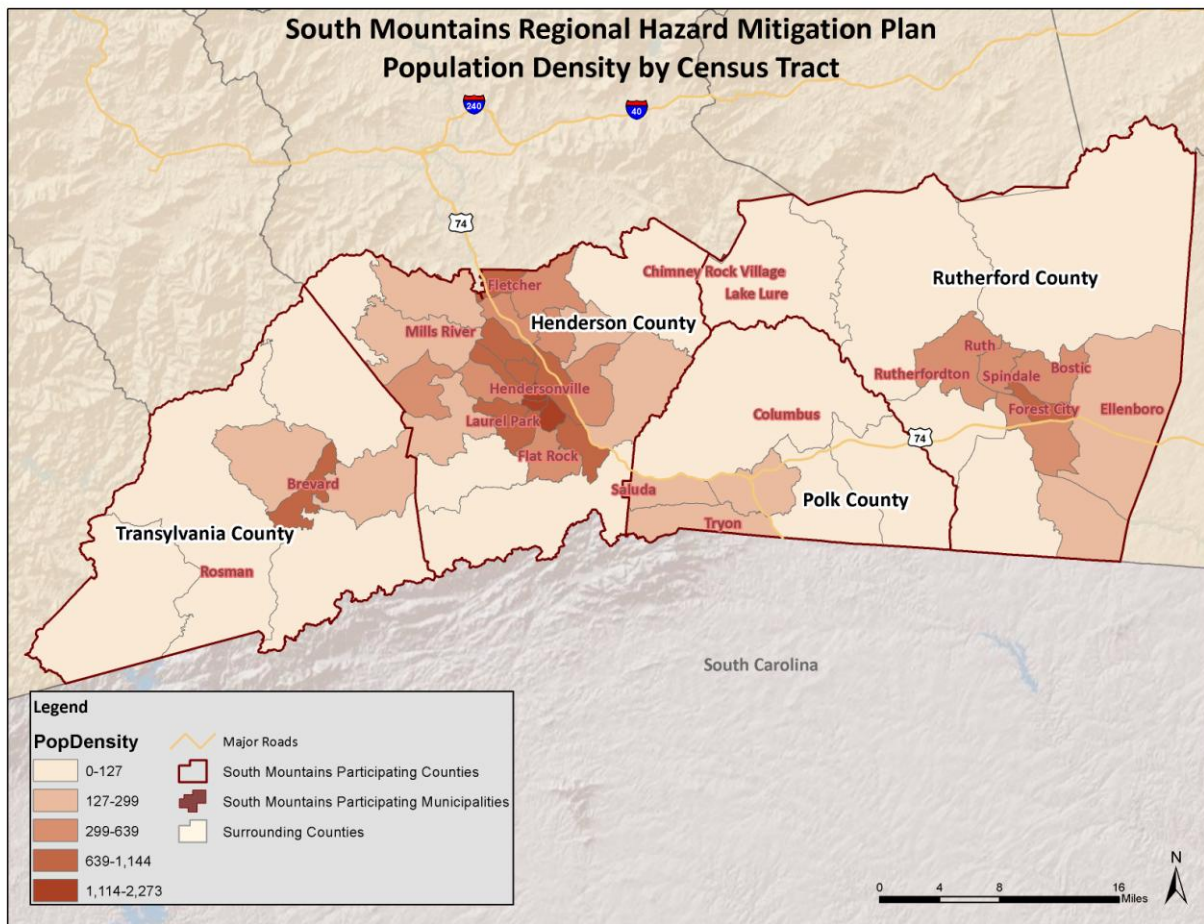 South Mountains Regional Hazard Mitigation Plan
Population Density by Census Tract
240
40
74
Chimney Rock Village
Lake Lure
Rutherford County
Fletcher
Mills River
Henderson County
Ruth
Rutherfordton
Spindale
Bostic
Hendersonville
Laurel Park
Columbus
Forest City
Ellenboro
74
Flat Rock
Brevard
Saluda
Polk County
Tryon
Transylvania County
Rosman
South Carolina
Legend
PopDensity
0-127
127-299
299-639
639-1,144
1,114-2,273
Major Roads
South Mountains Participating Counties
South Mountains Participating Municipalities
Surrounding Counties
N
0 4 8 16
Miles